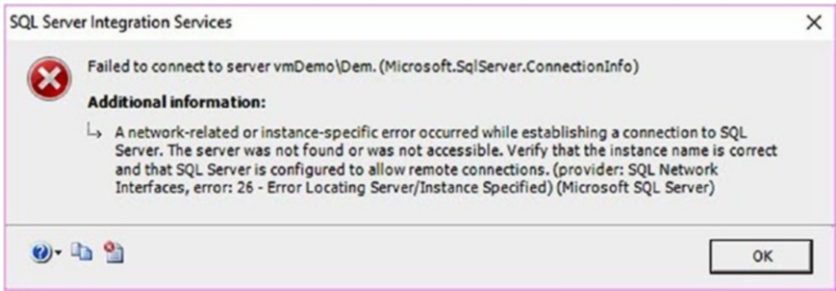 SQL Server Integration Services
Failed to connect to server vmDemo\Dem. (Microsoft.SqlServer.ConnectionInfo)
Additional information:
A network-related or instance-specific error occurred while establishing a connection to SQL
Server. The server was not found or was not accessible. Verify that the instance name is correct
and that SQL Server is configured to allow remote connections. (provider: SQL Network
Interfaces, error: 26 - Error Locating Server/Instance Specified) (Microsoft SQL Server)
OK